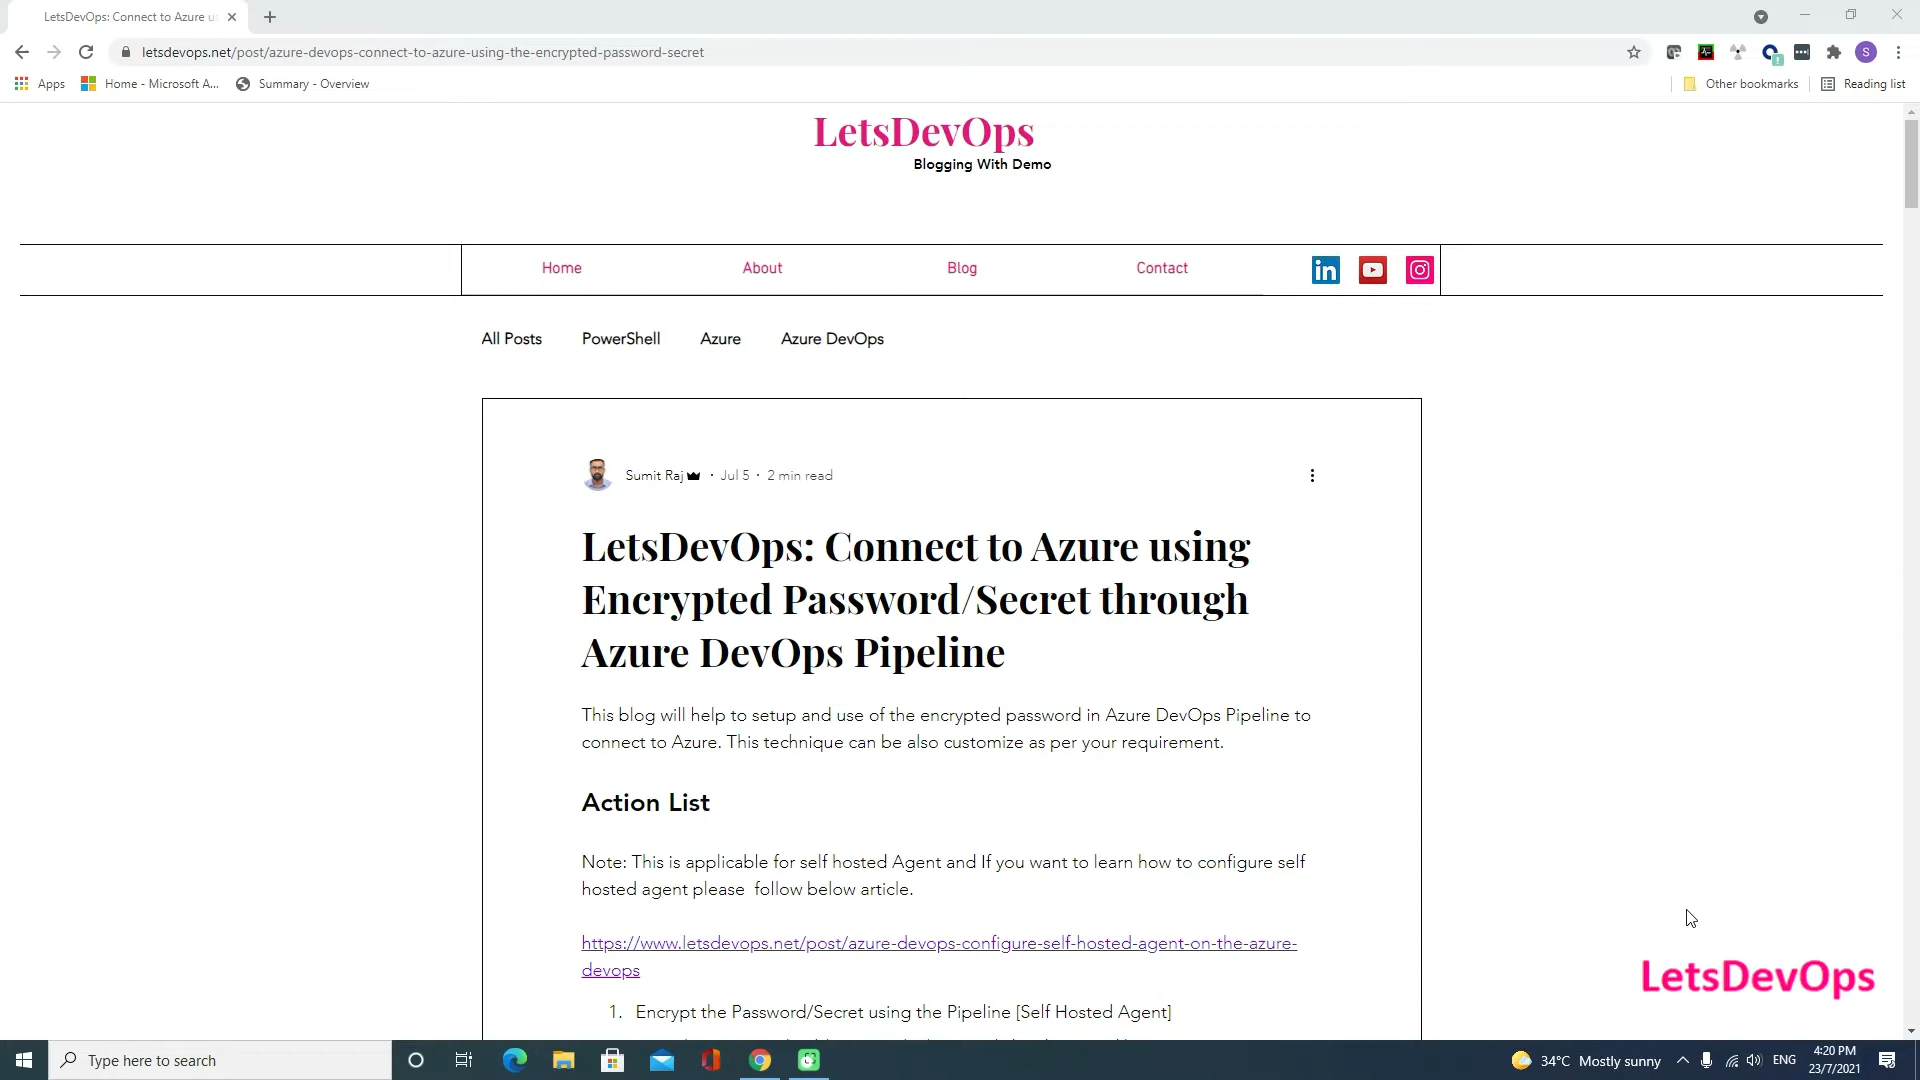 LetsDevOps: Connect to Azure us
letsdevops.net/post/azure-devops-connect-to-azure-using-the-encrypted-password-secret
S
Apps
Home - Microsoft A...
Summary - Overview
Other bookmarks
Reading list
LetsDevOps
Blogging With Demo
Home
About
Blog
Contact
in
All Posts
PowerShell
Azure
Azure DevOps
Sumit Raj · Jul 5 · 2 min read
LetsDevOps: Connect to Azure using
Encrypted Password/Secret through
Azure DevOps Pipeline
This blog will help to setup and use of the encrypted password in Azure DevOps Pipeline to
connect to Azure. This technique can be also customize as per your requirement.
Action List
Note: This is applicable for self hosted Agent and If you want to learn how to configure self
hosted agent please  follow below article.
https://www.letsdevops.net/post/azure-devops-configure-self-hosted-agent-on-the-azure-
devops
1. Encrypt the Password/Secret using the Pipeline [Self Hosted Agent]
LetsDevOps
Type here to search
34°C Mostly sunny
ENG
4:20 PM
23/7/2021